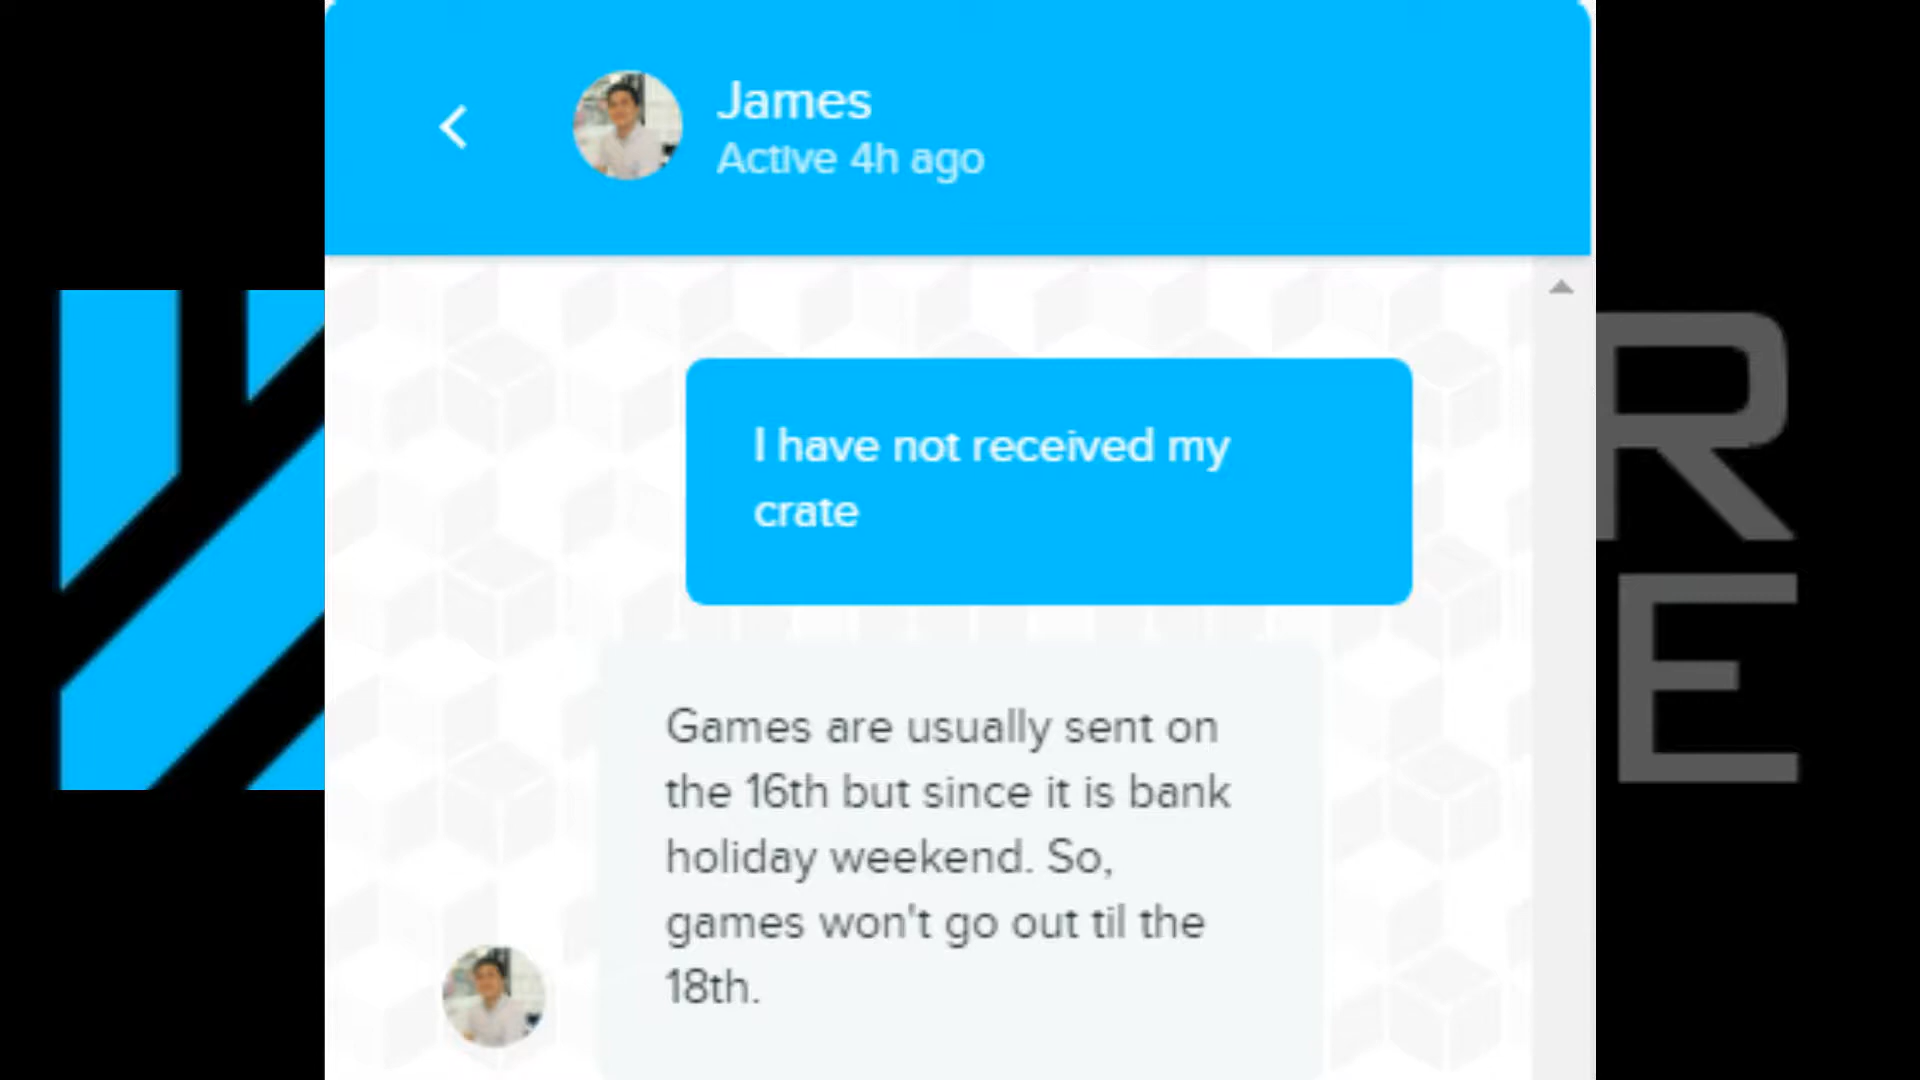 James
Active 4h ago
I have not received my
crate
Games are usually sent on
the 16th but since it is bank
holiday weekend. So,
games won't go out til the
18th.
R
E